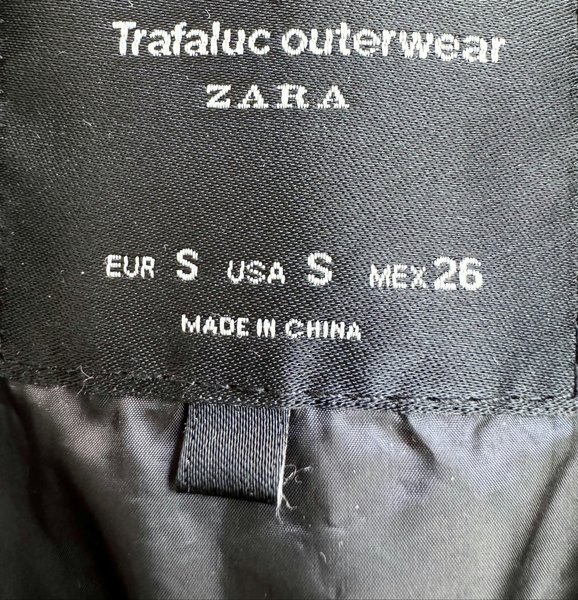 Trafaluc outerwear
ZARA
EUR S USA S MEX 26
MADE IN CHINA